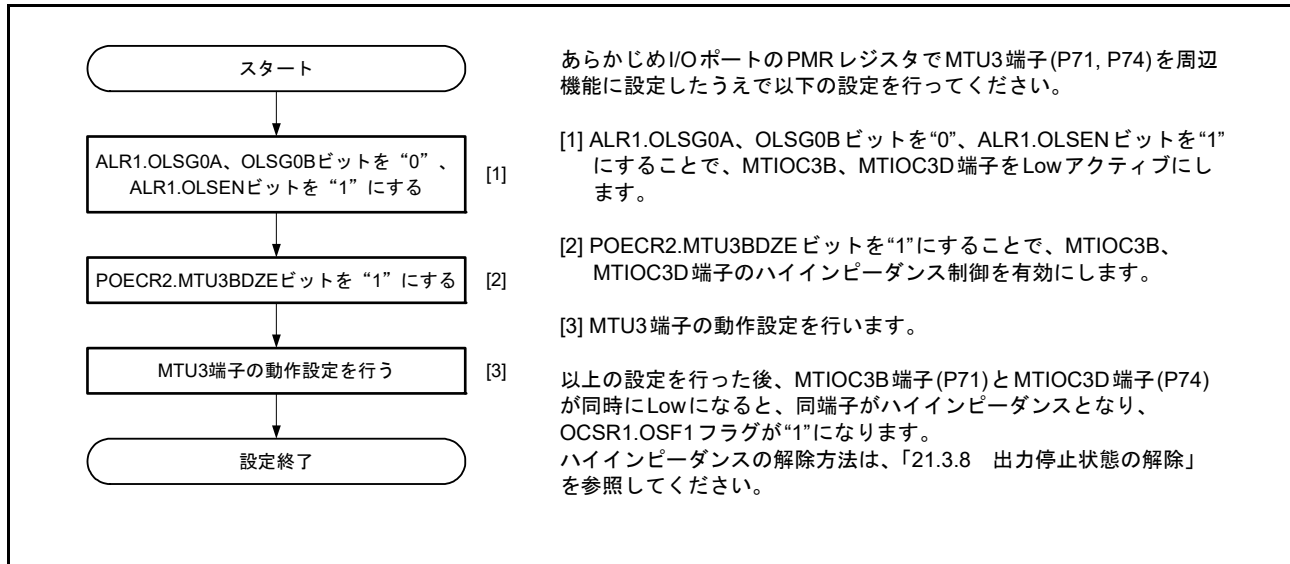 スタート
ALR1.OLSG0A、OLSG0Bビットを“0”、
ALR1.OLSENビットを“1”にする
[1]
POECR2.MTU3BDZEビットを“1”にする
[2]
MTU3端子の動作設定を行う
[3]
設定終了
あらかじめI/OポートのPMRレジスタでMTU3端子(P71, P74)を周辺
機能に設定したうえで以下の設定を行ってください。
[1] ALR1.OLSG0A、OLSG0Bビットを“0”、ALR1.OLSENビットを“1”
にすることで、MTIOC3B、MTIOC3D端子をLowアクティブにし
ます。
[2] POECR2.MTU3BDZEビットを“1”にすることで、MTIOC3B、
MTIOC3D端子のハイインピーダンス制御を有効にします。
[3] MTU3端子の動作設定を行います。
以上の設定を行った後、MTIOC3B端子(P71)とMTIOC3D端子(P74)
が同時にLowになると、同端子がハイインピーダンスとなり、
OCSR1.OSF1フラグが“1”になります。
ハイインピーダンスの解除方法は、「21.3.8　出力停止状態の解除」
を参照してください。